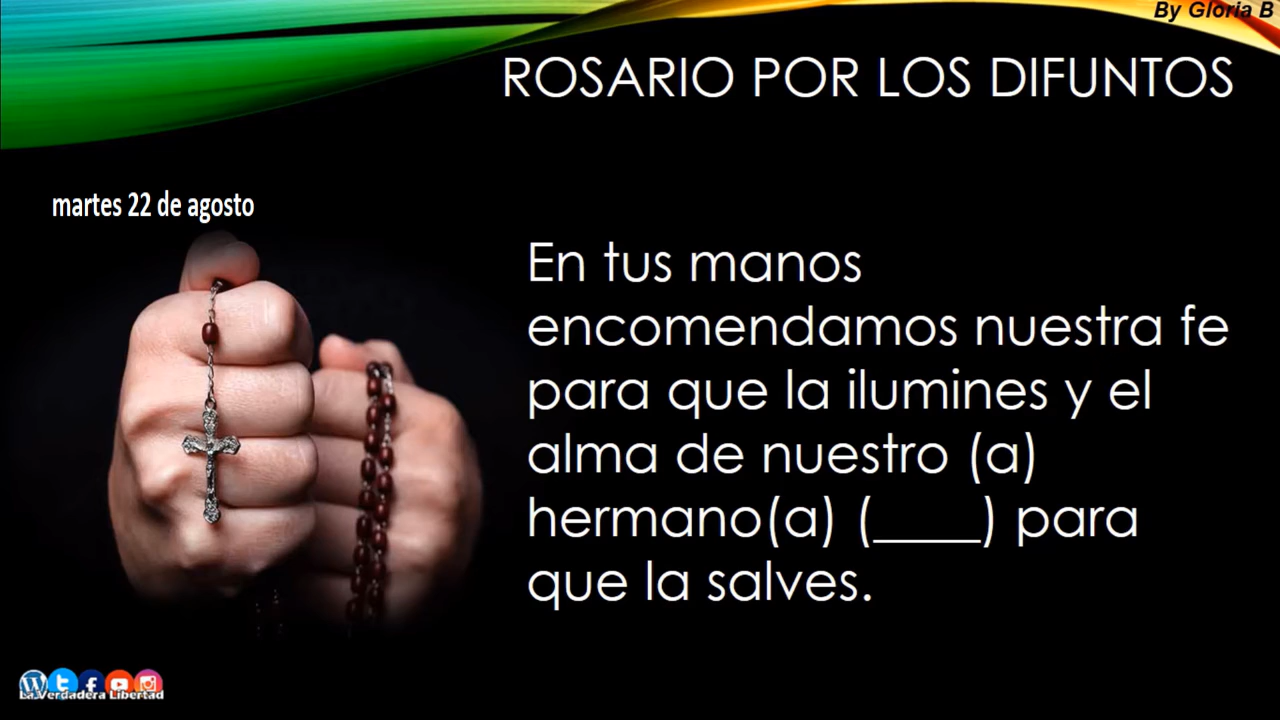 By Gloria B
ROSARIO POR LOS DIFUNTOS
martes 22 de agosto
En tus manos
encomendamos nuestra fe
para que la ilumines y el
alma de nuestro (a)
hermano(a) (____) para
que la salves.
La Verdadera Libertad